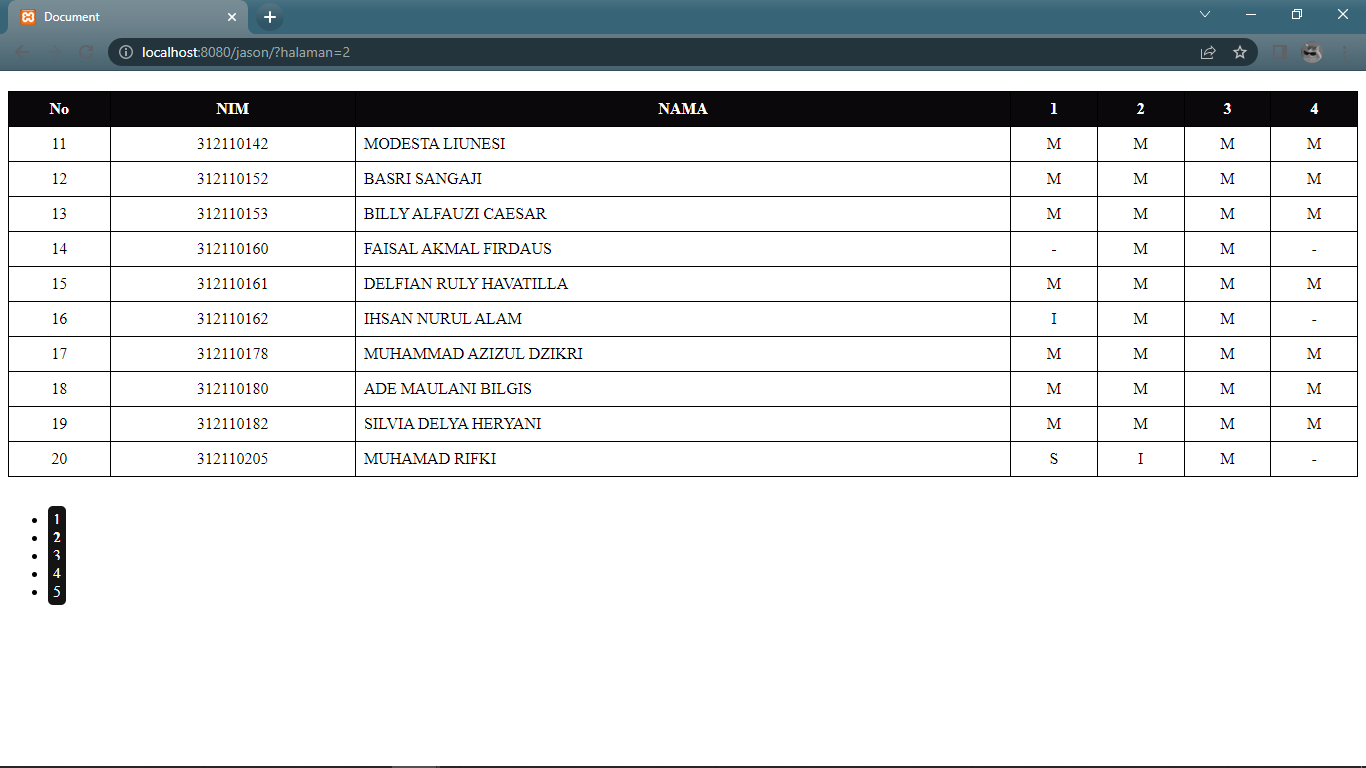 Document
localhost:8080/jason/?halaman=2
No NIM NAMA 1 2 3 4
11 312110142 MODESTA LIUNESI M M M M
12 312110152 BASRI SANGAJI M M M M
13 312110153 BILLY ALFAUZI CAESAR M M M M
14 312110160 FAISAL AKMAL FIRDAUS - M M -
15 312110161 DELFIAN RULY HAVATILLA M M M M
16 312110162 IHSAN NURUL ALAM I M M -
17 312110178 MUHAMMAD AZIZUL DZIKRI M M M M
18 312110180 ADE MAULANI BILGIS M M M M
19 312110182 SILVIA DELYA HERYANI M M M M
20 312110205 MUHAMAD RIFKI S I M -
• 1
• 2
• 3
• 4
• 5